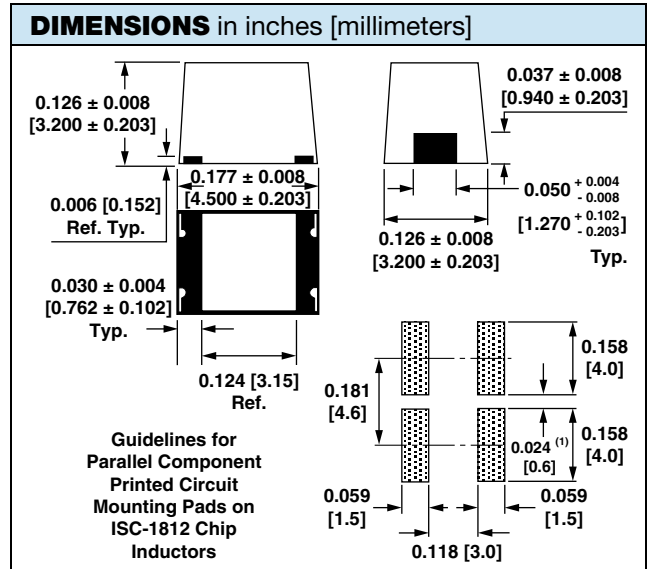 DIMENSIONS in inches [millimeters]
0.126 ± 0.008
[3.200 ± 0.203]
0.006 [0.152]
Ref. Typ.
0.177 ± 0.008
[4.500 ± 0.203]
0.030 ± 0.004
[0.762 ± 0.102]
Typ.
0.124 [3.15]
Ref.
0.037 ± 0.008
[0.940 ± 0.203]
0.050 + 0.004 - 0.008
[1.270 + 0.102 - 0.203]
Typ.
0.126 ± 0.008
[3.200 ± 0.203]
Guidelines for
Parallel Component
Printed Circuit
Mounting Pads on
ISC-1812 Chip
Inductors
0.181
[4.6]
0.158
[4.0]
0.024 (1)
[0.6]
0.158
[4.0]
0.059
[1.5]
0.059
[1.5]
0.118 [3.0]